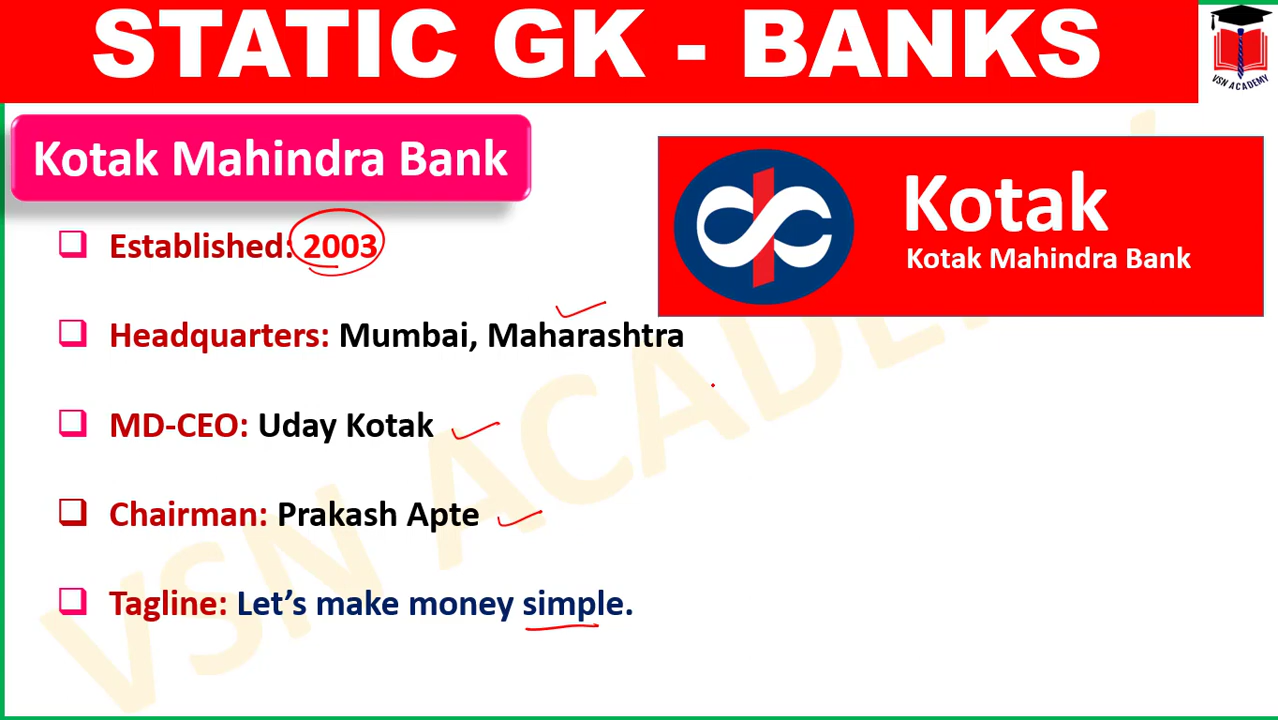 STATIC GK - BANKS
VSN ACADEMY
Kotak Mahindra Bank
Kotak
Kotak Mahindra Bank
Established: 2003
Headquarters: Mumbai, Maharashtra
MD-CEO: Uday Kotak
Chairman: Prakash Apte
Tagline: Let’s make money simple.
VSN ACADEMY